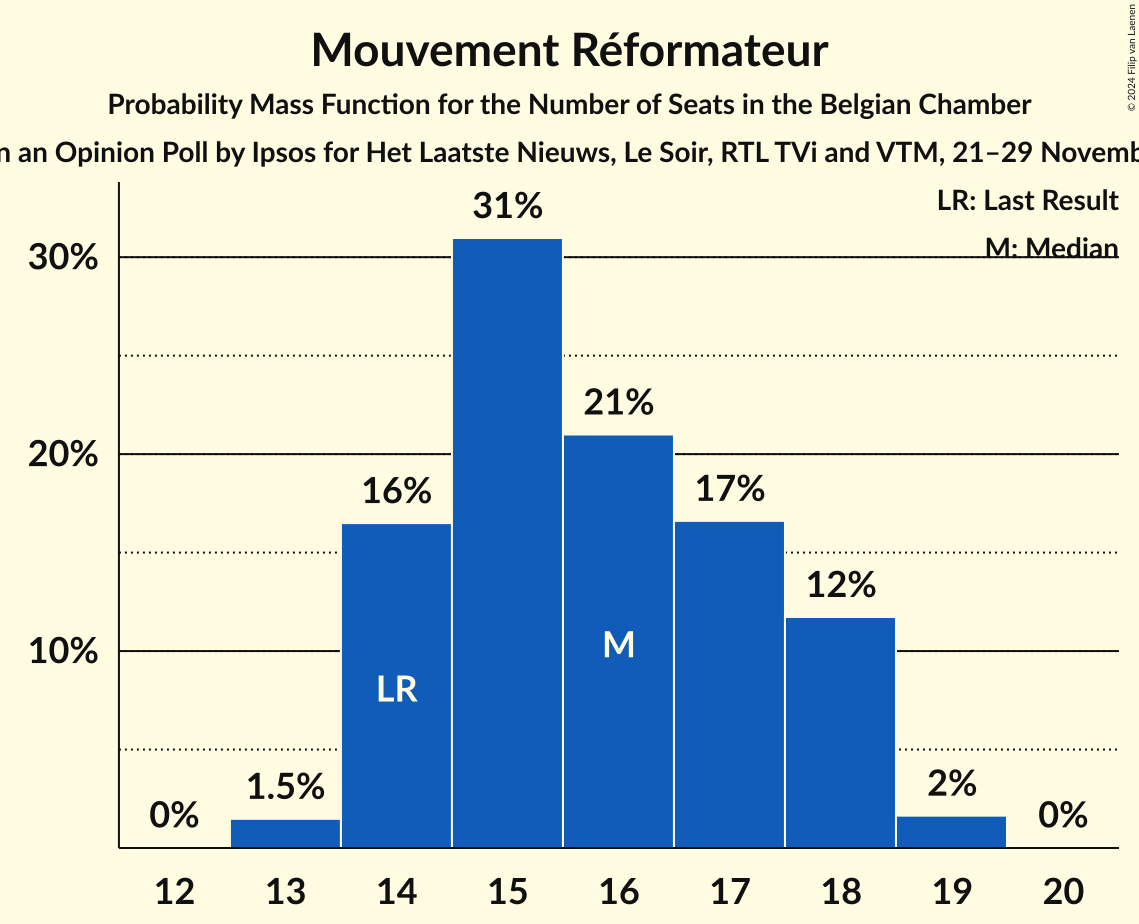 Mouvement Réformateur
Probability Mass Function for the Number of Seats in the Belgian Chamber
an Opinion Poll by Ipsos for Het Laatste Nieuws, Le Soir, RTL TVi and VTM, 21–29
© 2024 Filip van Laenen
LR: Last Result
M: Median
30%
20%
10%
0%
1.5%
16%
31%
21%
17%
12%
2%
0%
LR
M
12 13 14 15 16 17 18 19 20